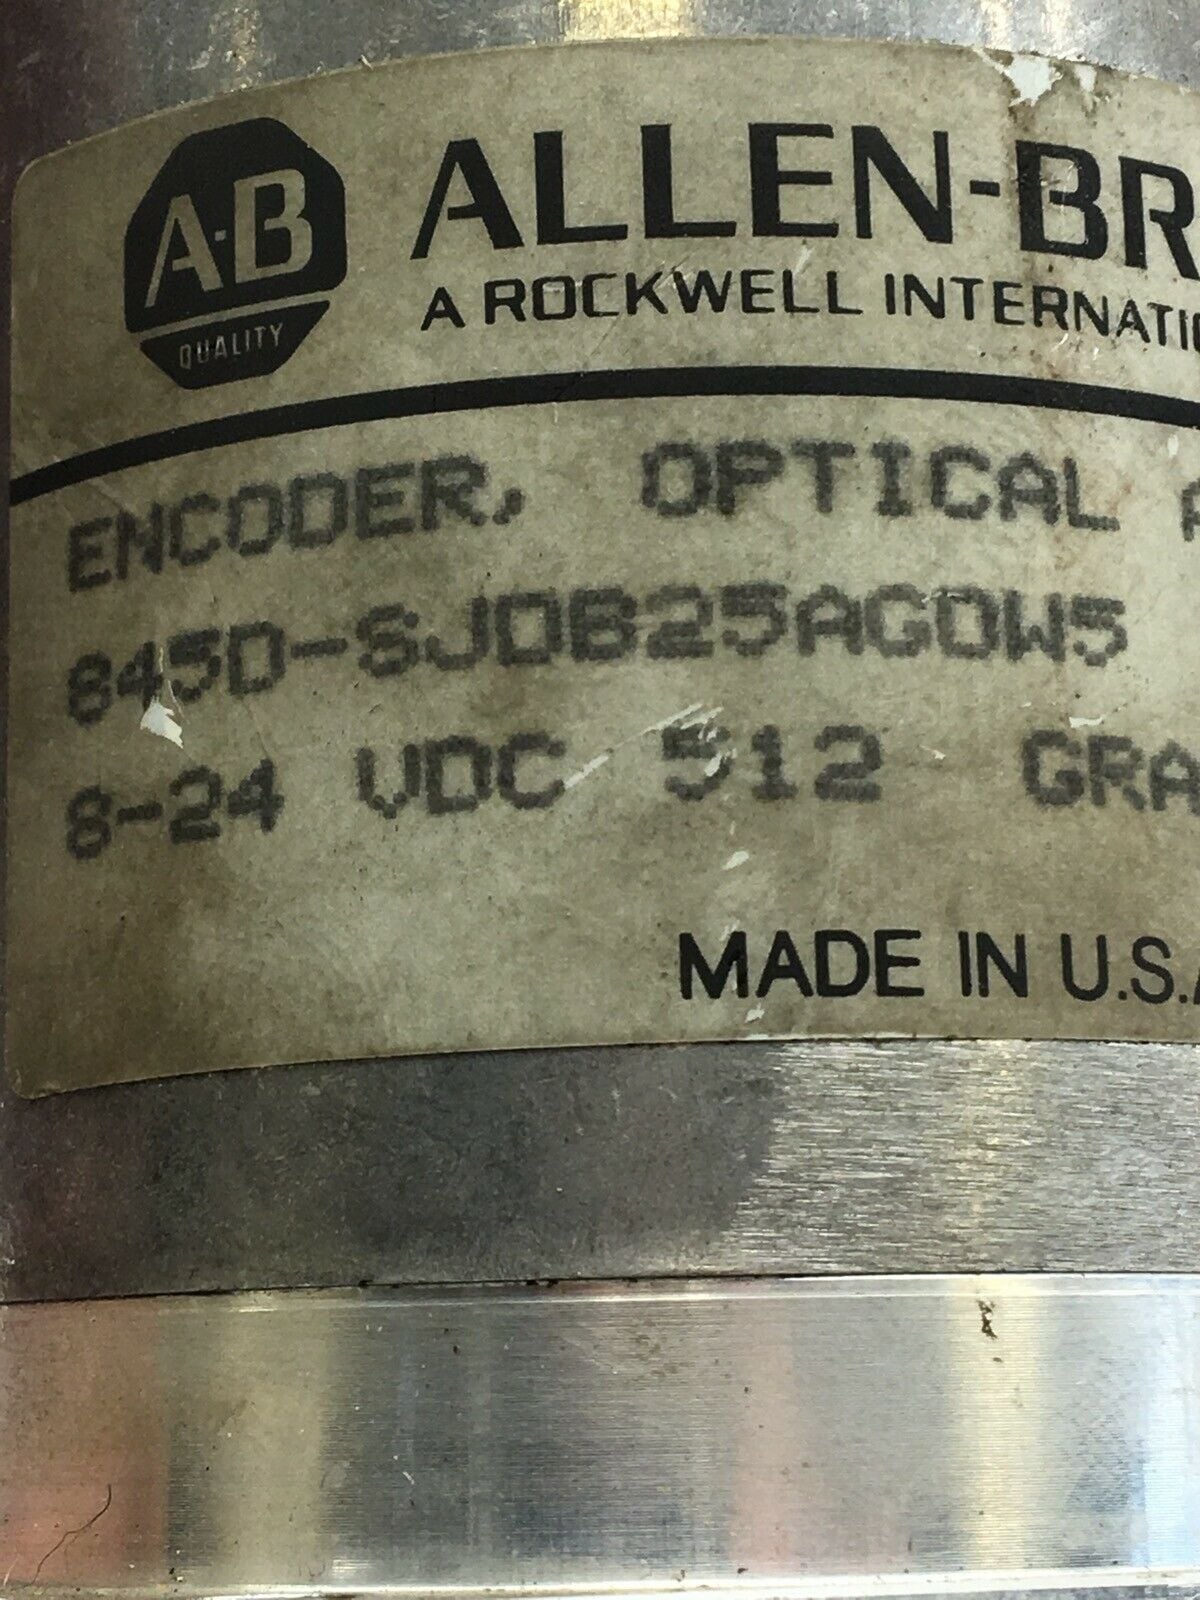 A-B
QUALITY
ALLEN-BR
A ROCKWELL INTERNATI
ENCODER, OPTICAL A
845D-SJDB25AGDW5
8-24 VDC 512 GRA
MADE IN U.S.A